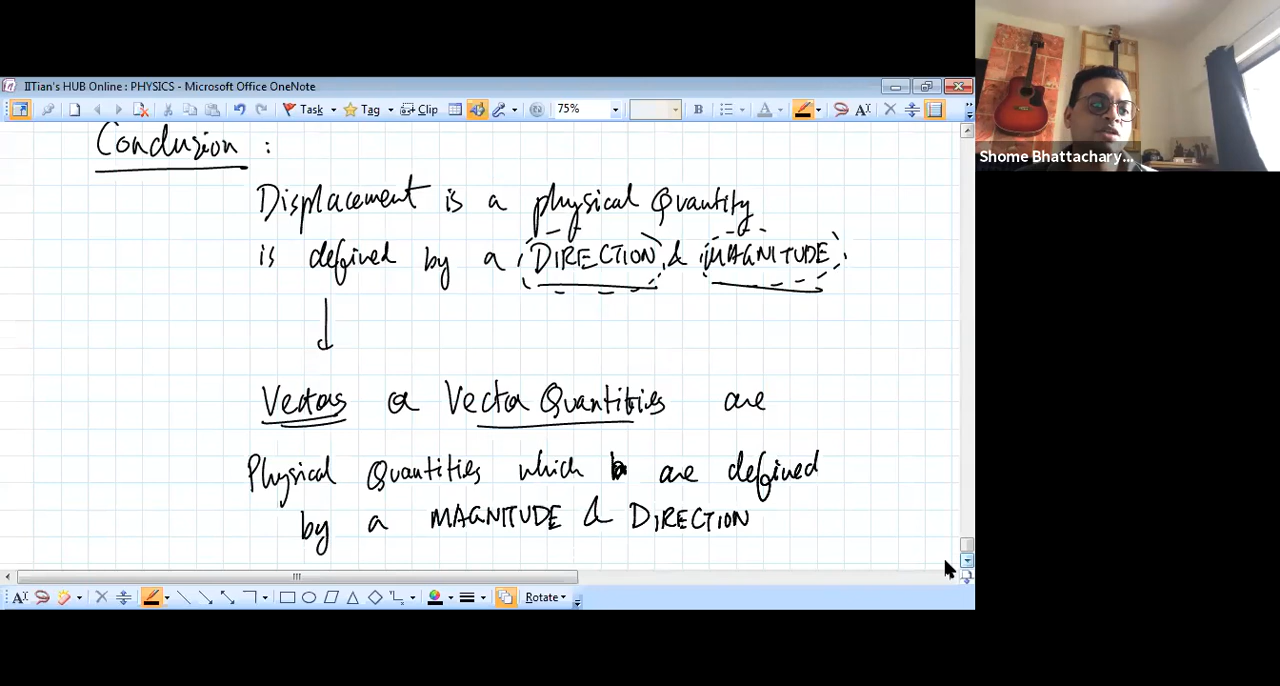 IITian's HUB Online : PHYSICS - Microsoft Office OneNote
Task Tag Clip 75% B A
Shome Bhattachary...
Conclusion :
Displacement is a physical Quantity
is defined by a DIRECTION & MAGNITUDE
Vectors or Vector Quantities are
Physical Quantities which are defined
by a MAGNITUDE & DIRECTION
Rotate